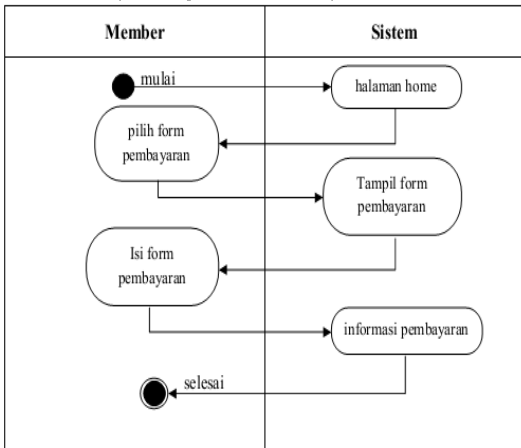 Member
Sistem
mulai
halaman home
pilih form
pembayaran
Tampil form
pembayaran
Isi form
pembayaran
informasi pembayaran
selesai